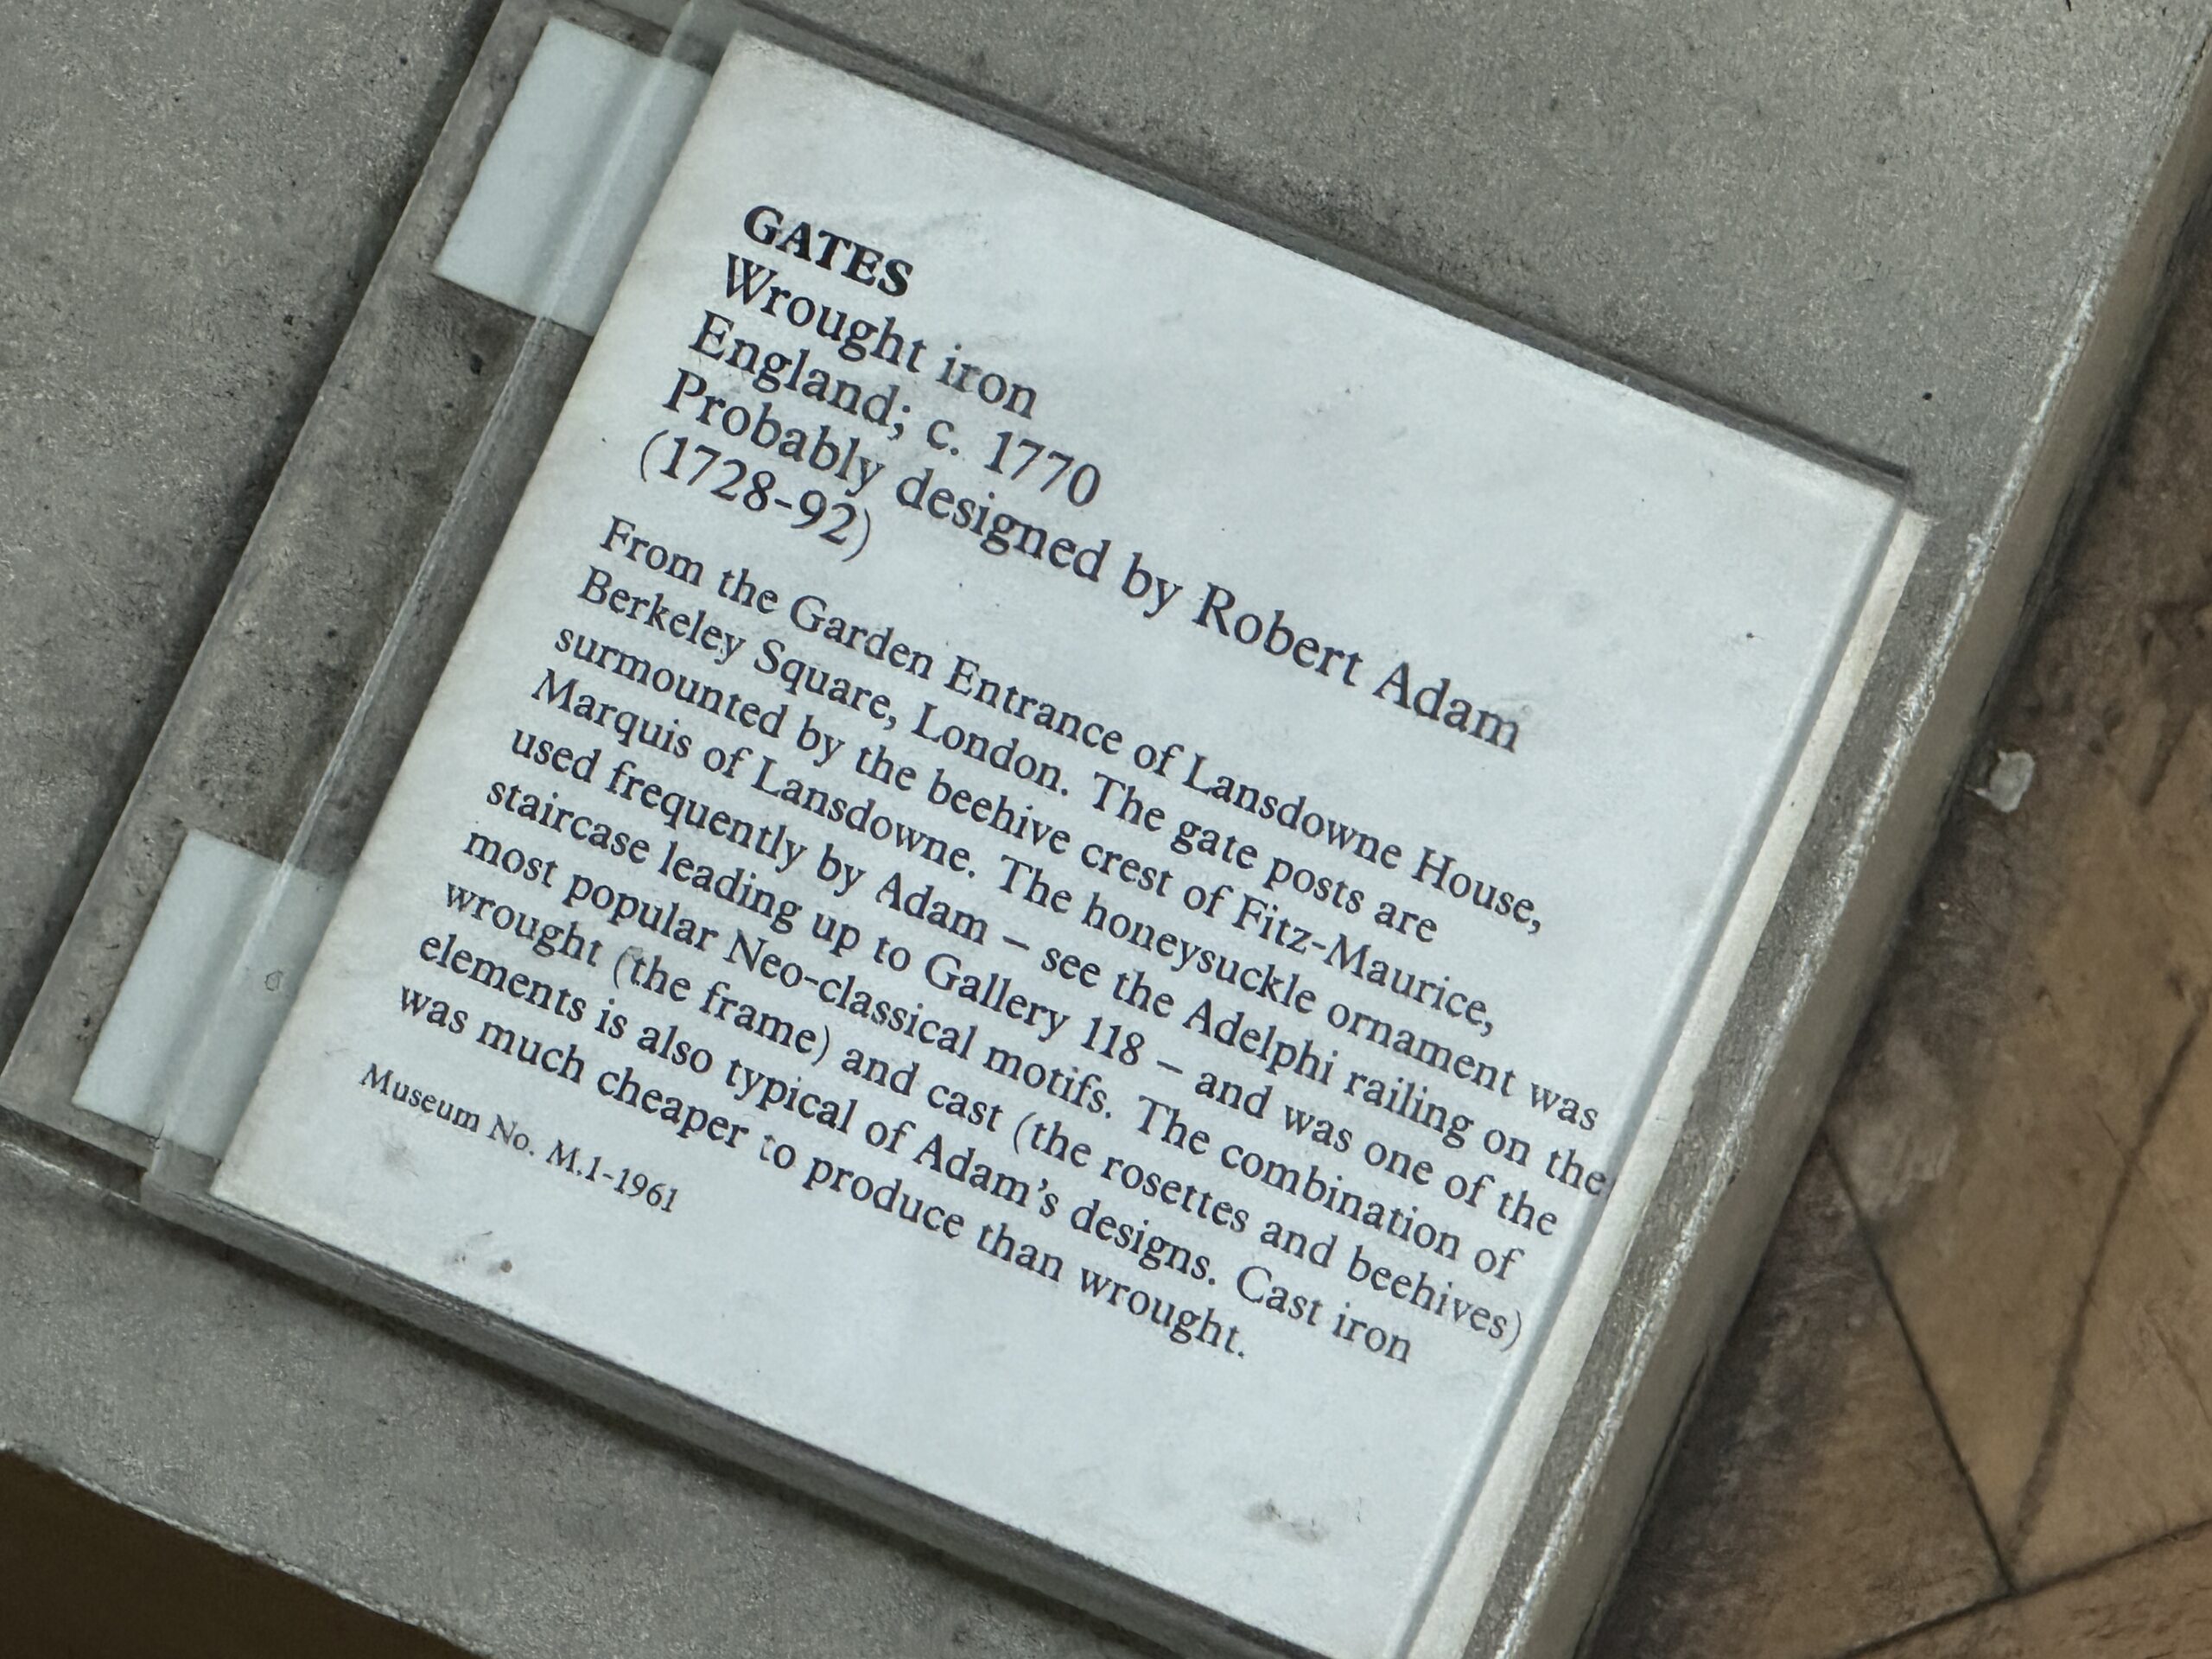 GATES
Wrought iron
England; c. 1770
Probably designed by Robert Adam
(1728-92)
From the Garden Entrance of Lansdowne House,
Berkeley Square, London. The gate posts are
surmounted by the beehive crest of Fitz-Maurice,
Marquis of Lansdowne. The honeysuckle ornament was
used frequently by Adam – see the Adelphi railing on the
staircase leading up to Gallery 118 – and was one of the
most popular Neo-classical motifs. The combination of
wrought (the frame) and cast (the rosettes and beehives)
elements is also typical of Adam's designs. Cast iron
was much cheaper to produce than wrought.
Museum No. M.1-1961